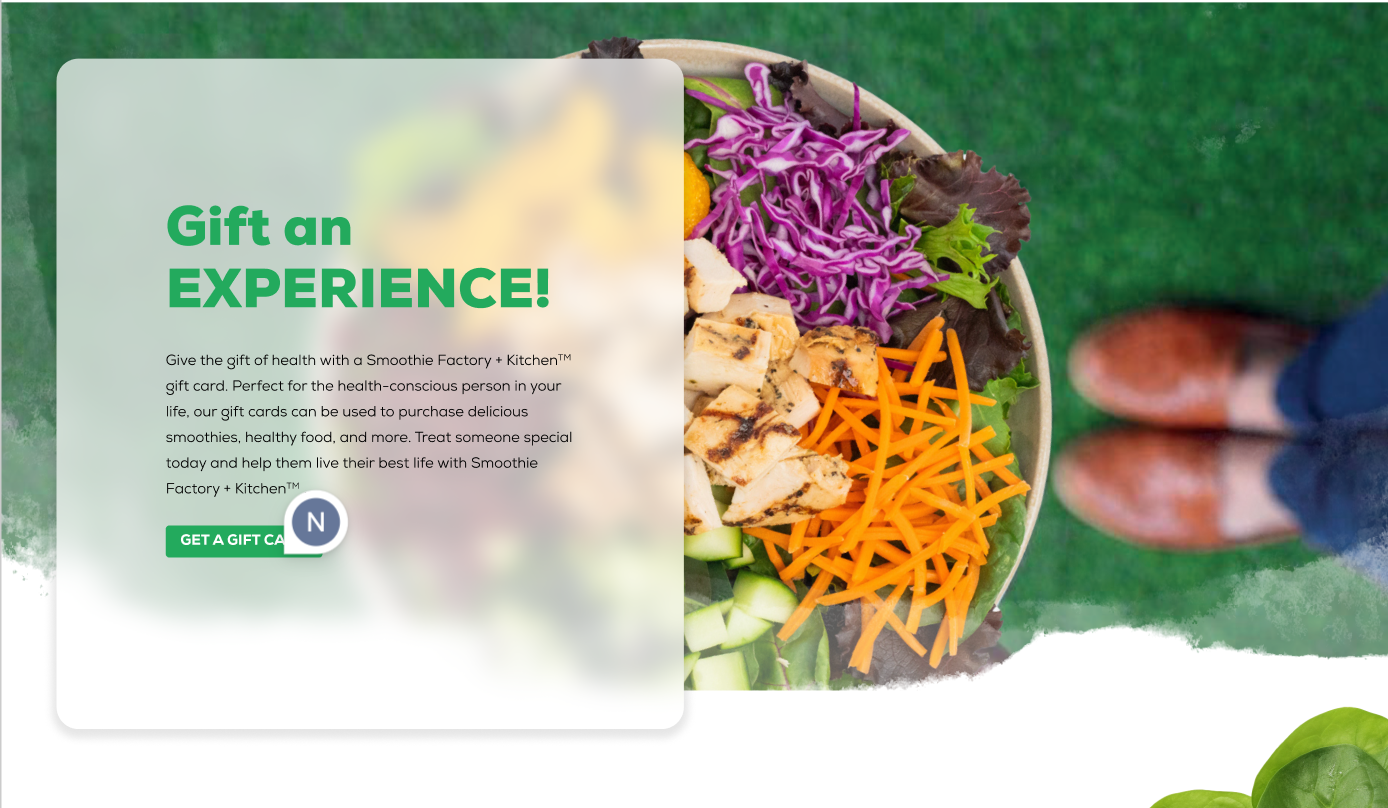 Gift an
EXPERIENCE!
Give the gift of health with a Smoothie Factory + Kitchen™
gift card. Perfect for the health-conscious person in your
life, our gift cards can be used to purchase delicious
smoothies, healthy food, and more. Treat someone special
today and help them live their best life with Smoothie
Factory + Kitchen™
GET A GIFT
N